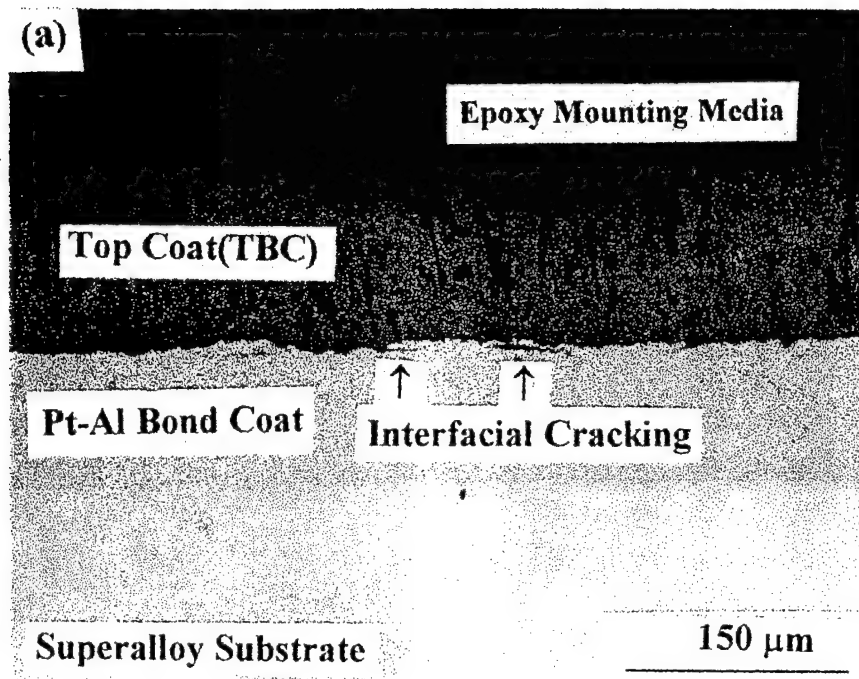 (a)
Epoxy Mounting Media
Top Coat(TBC)
Pt-Al Bond Coat
Interfacial Cracking
Superalloy Substrate
150 μm